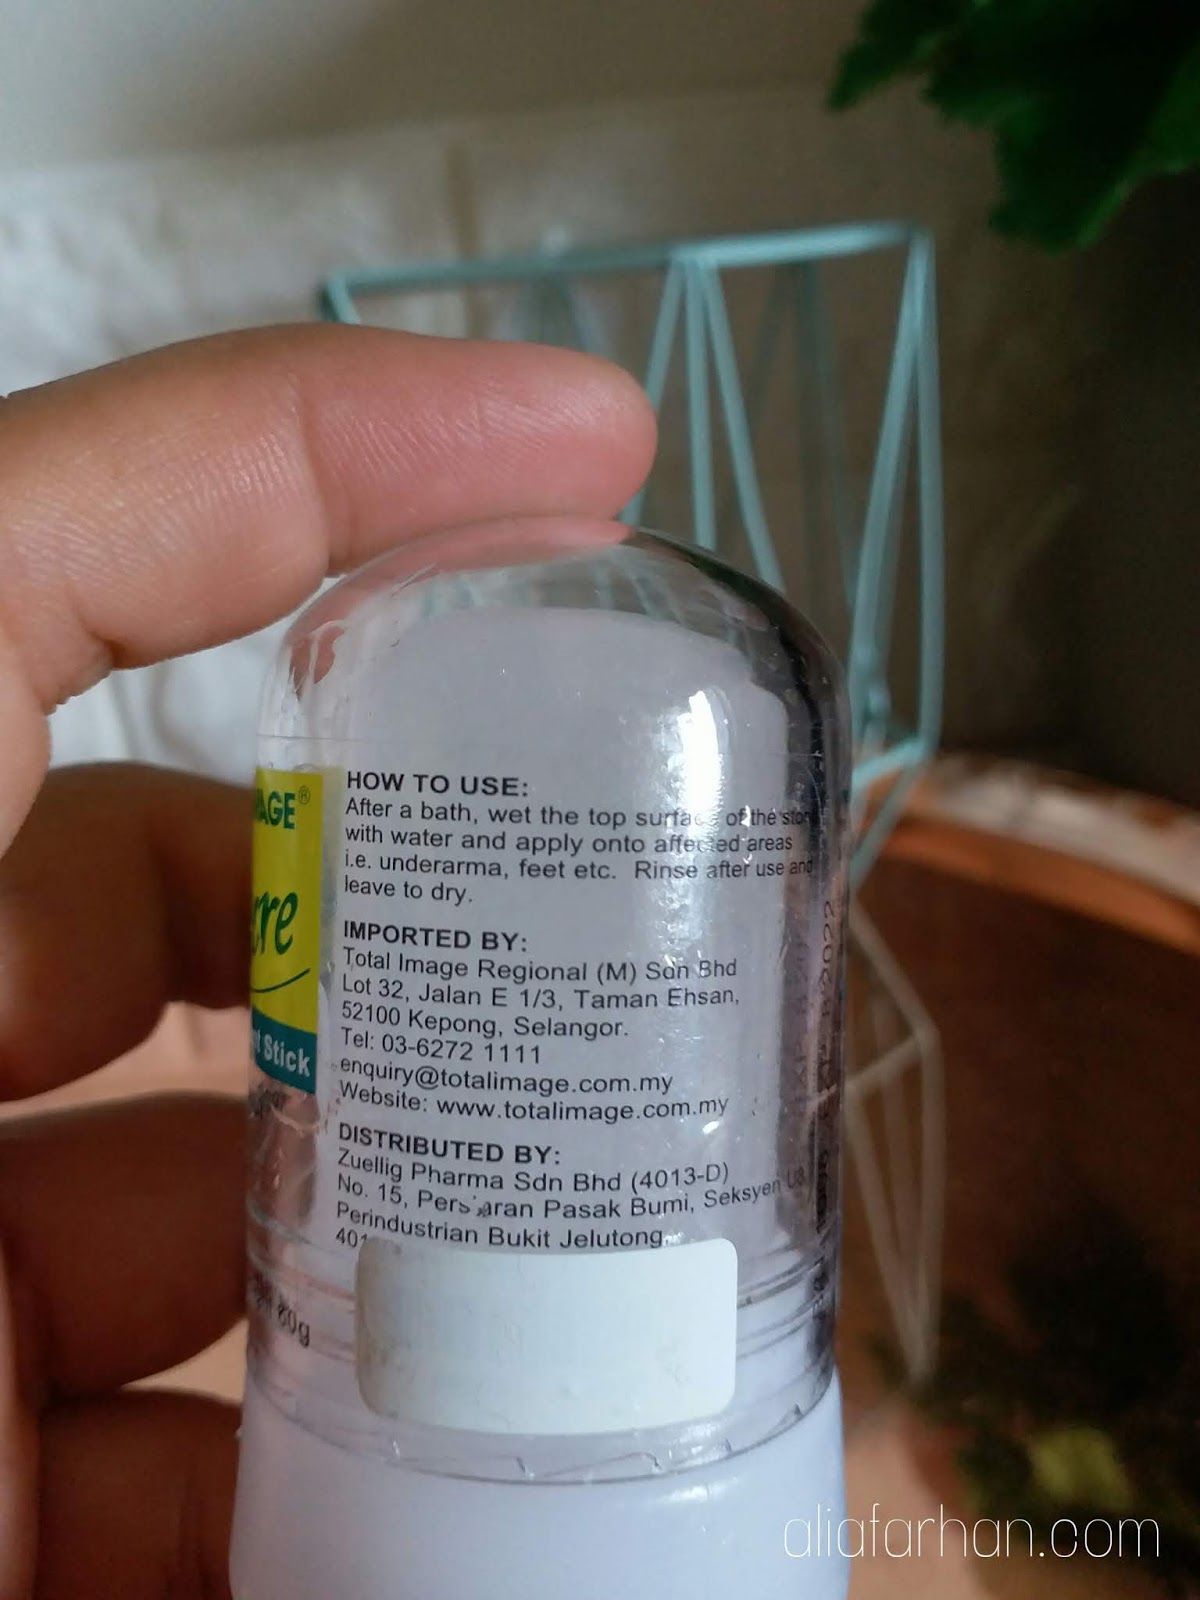 HOW TO USE:
After a bath, wet the top surface of the
with water and apply onto affected areas
i.e. underarma, feet etc. Rinse after use and
leave to dry.
IMPORTED BY:
Total Image Regional (M) Sdn Bhd
Lot 32, Jalan E 1/3, Taman Ehsan,
52100 Kepong, Selangor.
Tel: 03-6272 1111
enquiry@totalimage.com.my
Website: www.totalimage.com.my
DISTRIBUTED BY:
Zuellig Pharma Sdn Bhd (4013-D)
No. 15, Persiaran Pasak Bumi, Seksyen U8,
Perindustrian Bukit Jelutong,
Stick
80g
2022
aliafarhan.com